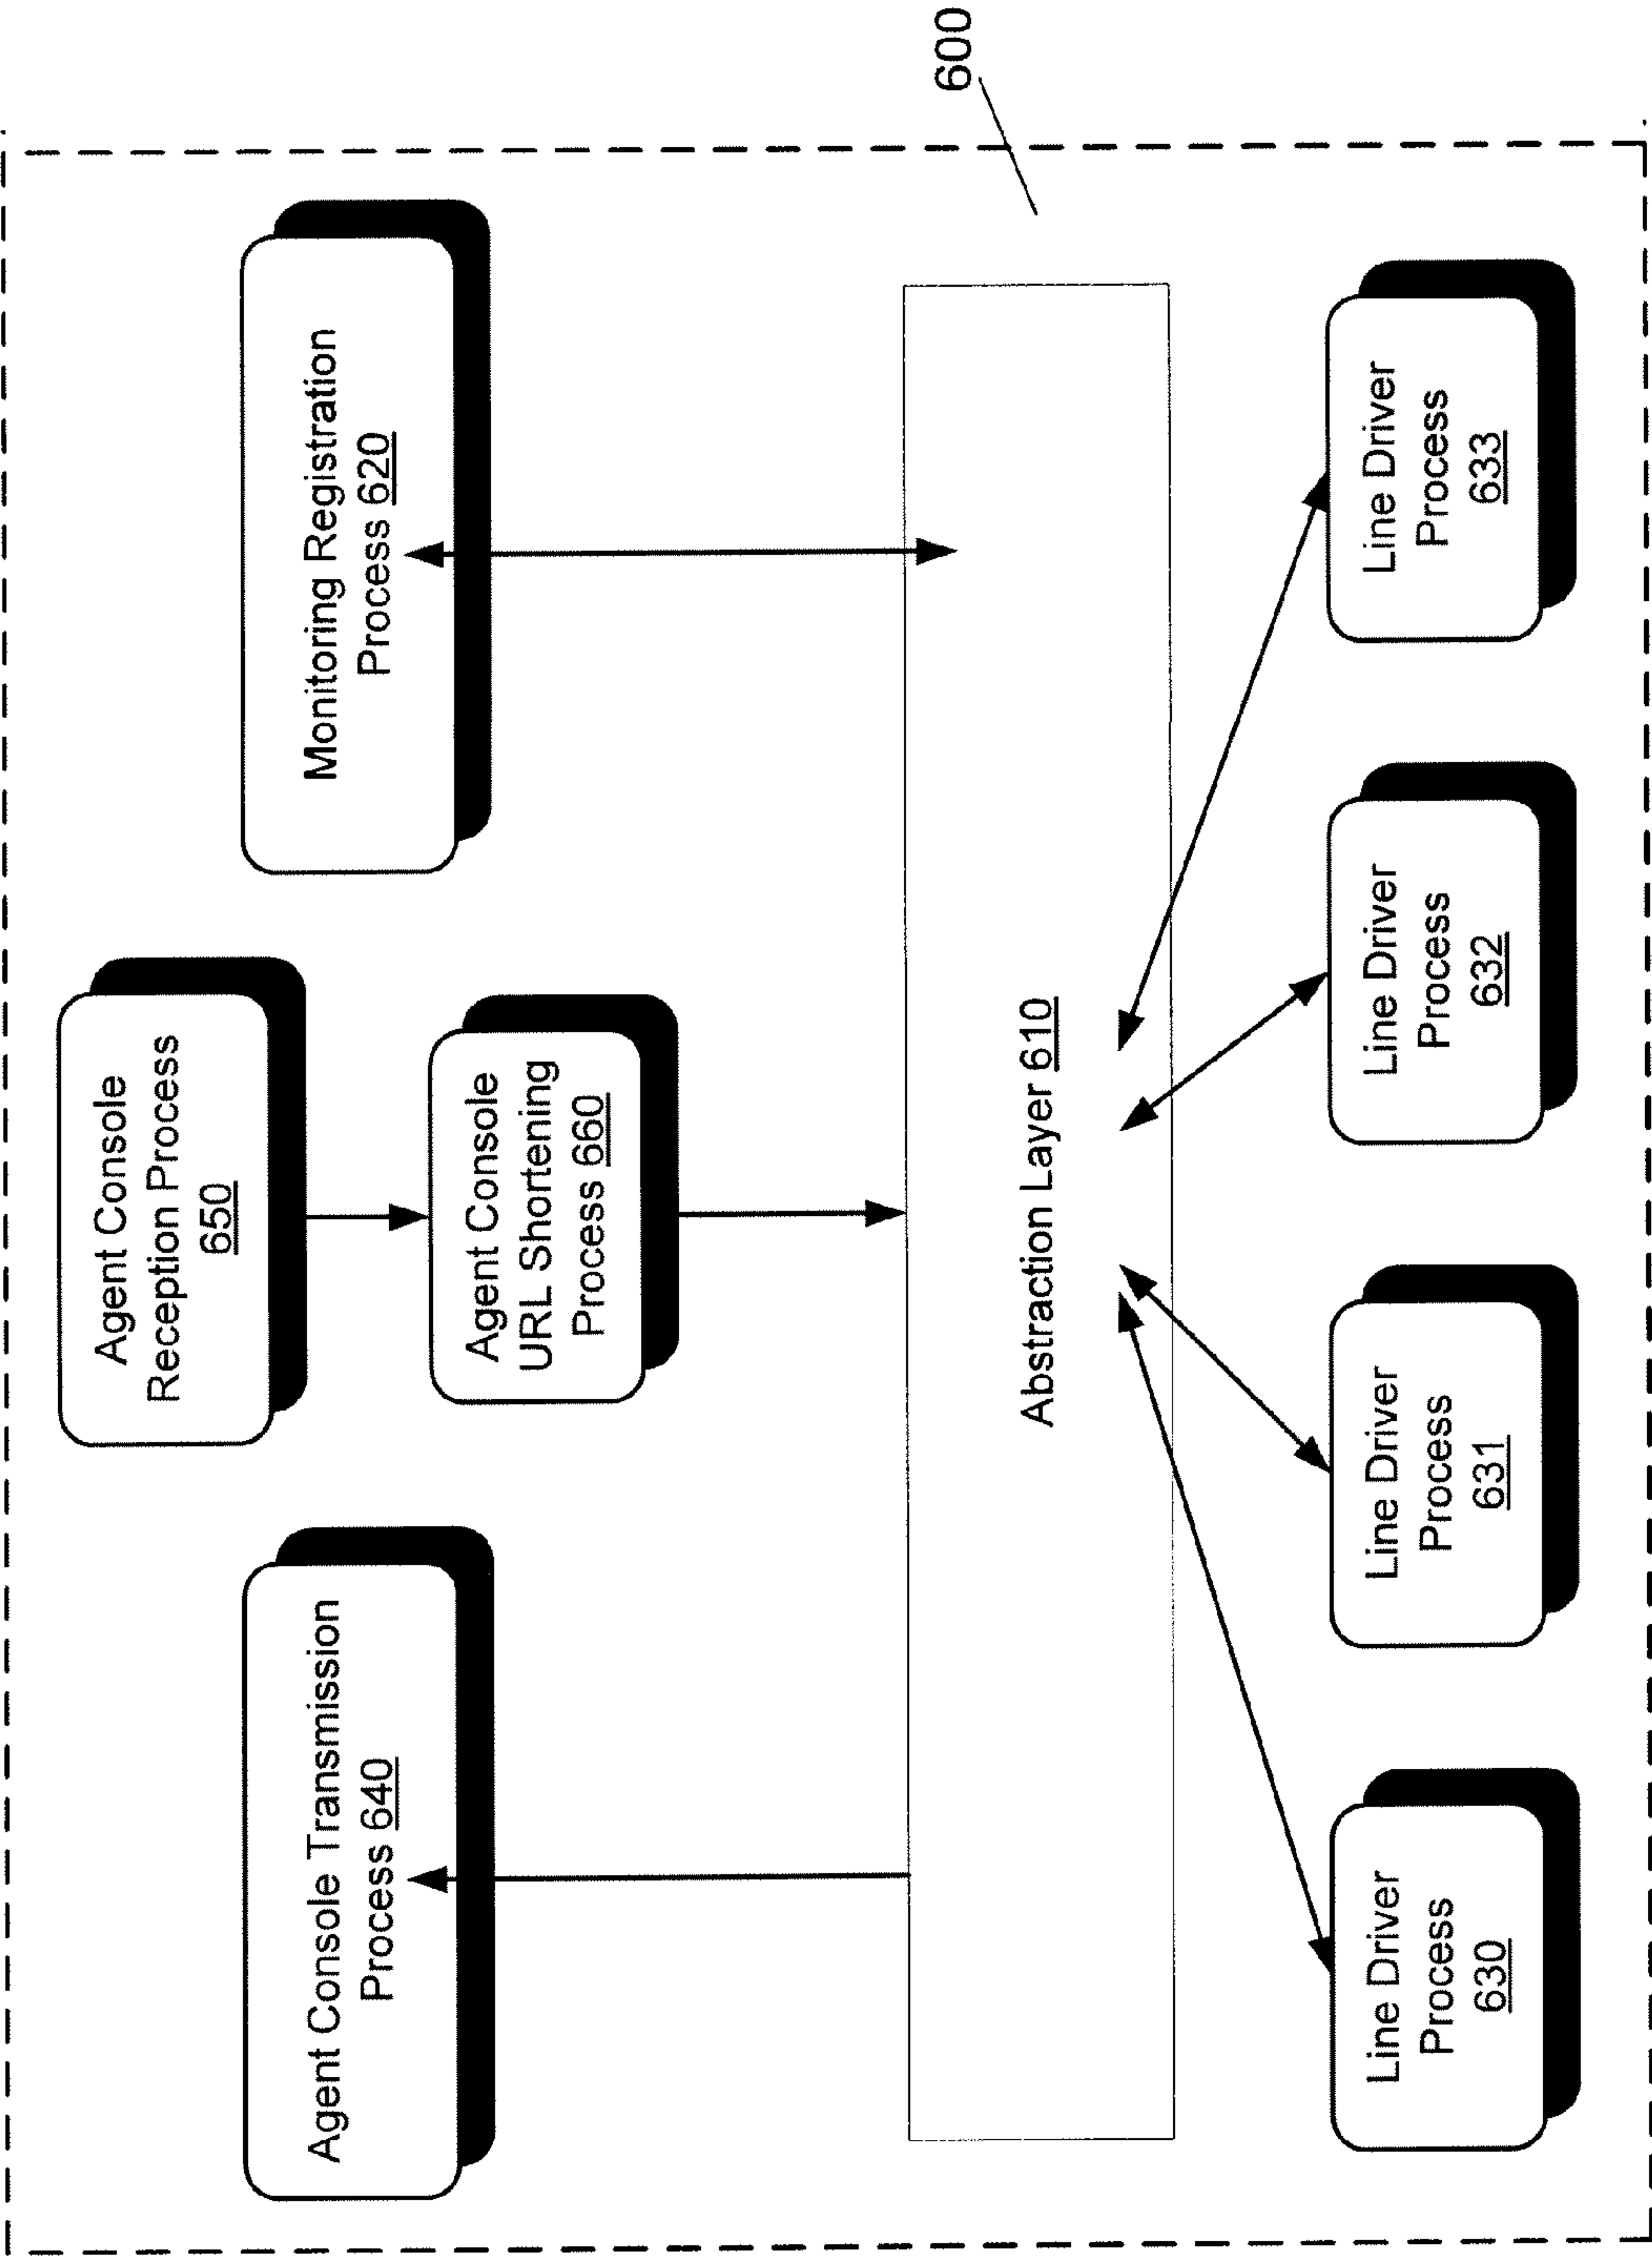 600
Agent Console
Reception Process
650
Agent Console Transmission
Process 640
Agent Console
URL Shortening
Process 660
Monitoring Registration
Process 620
Abstraction Layer 610
Line Driver
Process
630
Line Driver
Process
631
Line Driver
Process
632
Line Driver
Process
633